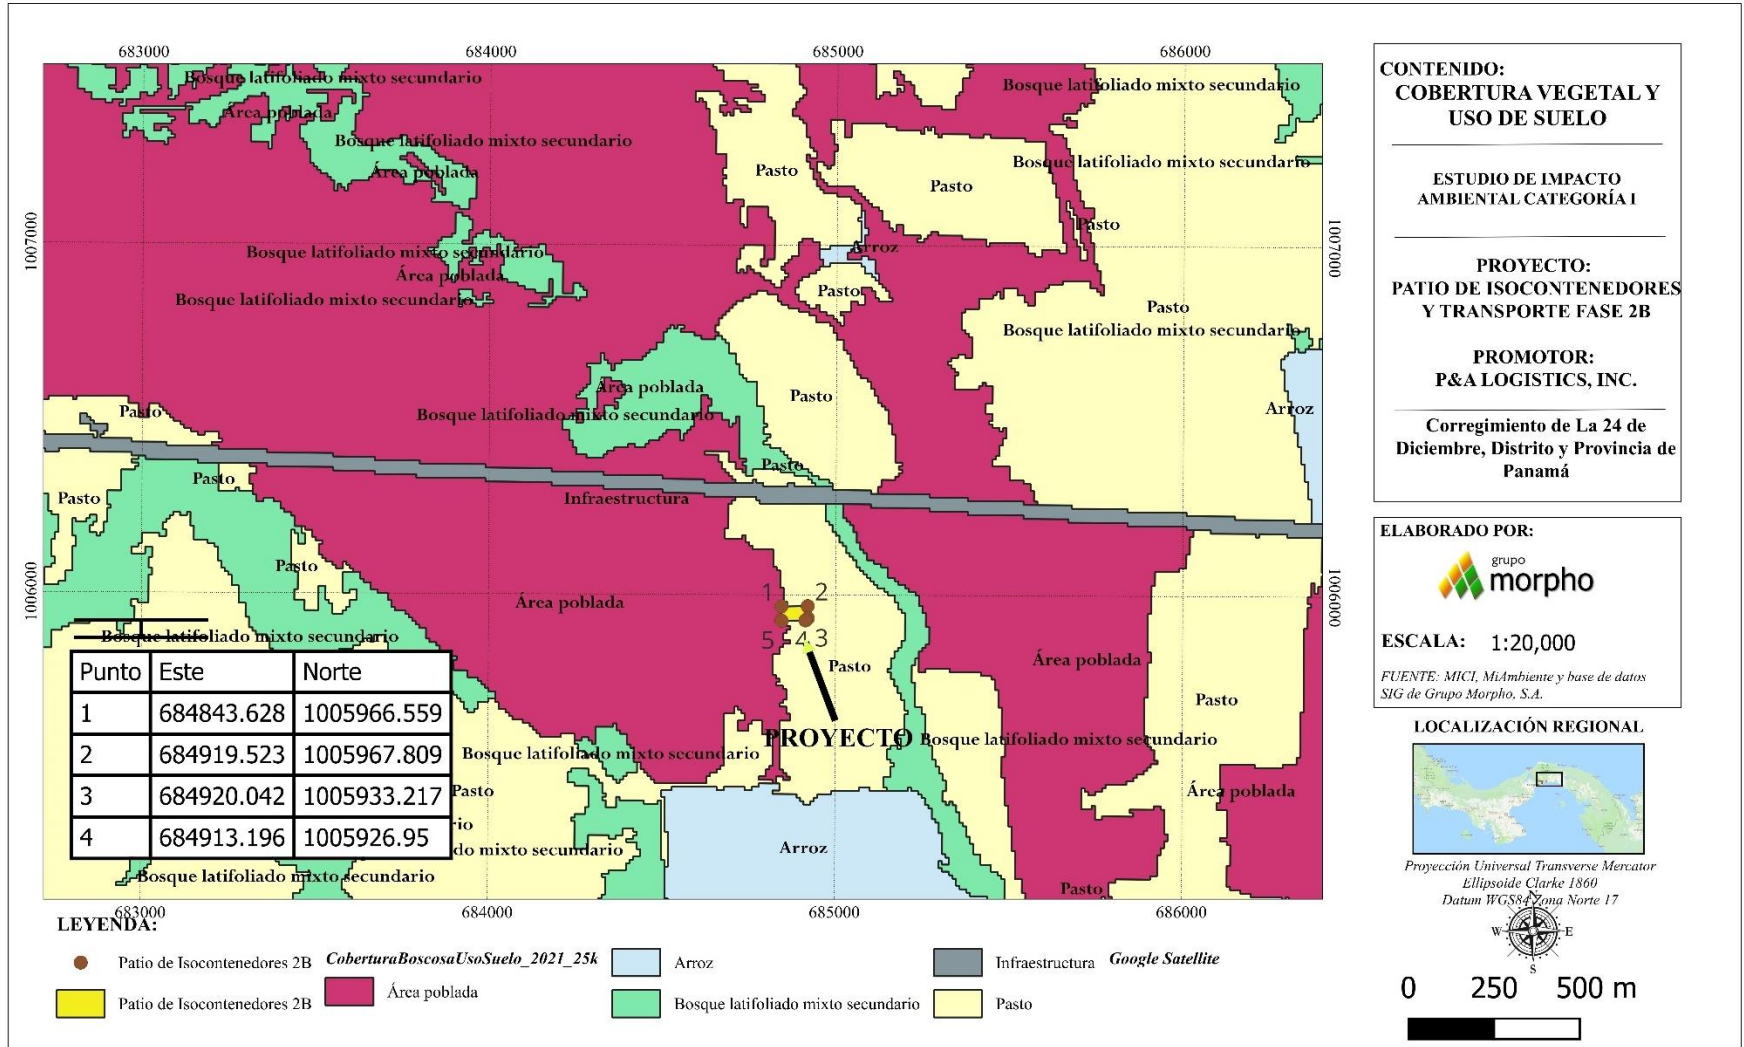 683000
684000
685000
686000
Bosque latifoliado mixto secundario
Área poblada
Bosque latifoliado mixto secundario
Área poblada
Bosque latifoliado mixto secundario
Bosque latifoliado mixto secundario
Pasto
Pasto
Pasto
1007000
1007000
Bosque latifoliado mixto secundario
Área poblada
Bosque latifoliado mixto secundario
Arroz
Pasto
Pasto
Bosque latifoliado mixto secundario
Área poblada
Pasto
Bosque latifoliado mixto secundario
Arroz
Pasto
Pasto
Pasto
Pasto
Infraestructura
Pasto
1006000
1006000
Área poblada
1
2
5
4
3
Bosque latifoliado mixto secundario
Pasto
Área poblada
Pasto
PROYECTO
Bosque latifoliado mixto secundario
Bosque latifoliado mixto secundario
Pasto
Área poblada
rio
do mixto secundario
Arroz
Bosque latifoliado mixto secundario
Pasto
Punto Este Norte
1 684843.628 1005966.559
2 684919.523 1005967.809
3 684920.042 1005933.217
4 684913.196 1005926.95
683000
684000
685000
686000
LEYENDA:
Patio de Isocontenedores 2B
Patio de Isocontenedores 2B
CoberturaBoscosaUsoSuelo_2021_25k
Área poblada
Arroz
Bosque latifoliado mixto secundario
Infraestructura
Pasto
Google Satellite
CONTENIDO:
COBERTURA VEGETAL Y
USO DE SUELO
ESTUDIO DE IMPACTO
AMBIENTAL CATEGORÍA I
PROYECTO:
PATIO DE ISOCONTENEDORES
Y TRANSPORTE FASE 2B
PROMOTOR:
P&A LOGISTICS, INC.
Corregimiento de La 24 de
Diciembre, Distrito y Provincia de
Panamá
ELABORADO POR:
grupo
morpho
ESCALA: 1:20,000
FUENTE: MICI, MiAmbiente y base de datos
SIG de Grupo Morpho, S.A.
LOCALIZACIÓN REGIONAL
Proyección Universal Transverse Mercator
Ellipsoide Clarke 1860
Datum WGS84 Zona Norte 17
N
W
E
S
0 250 500 m